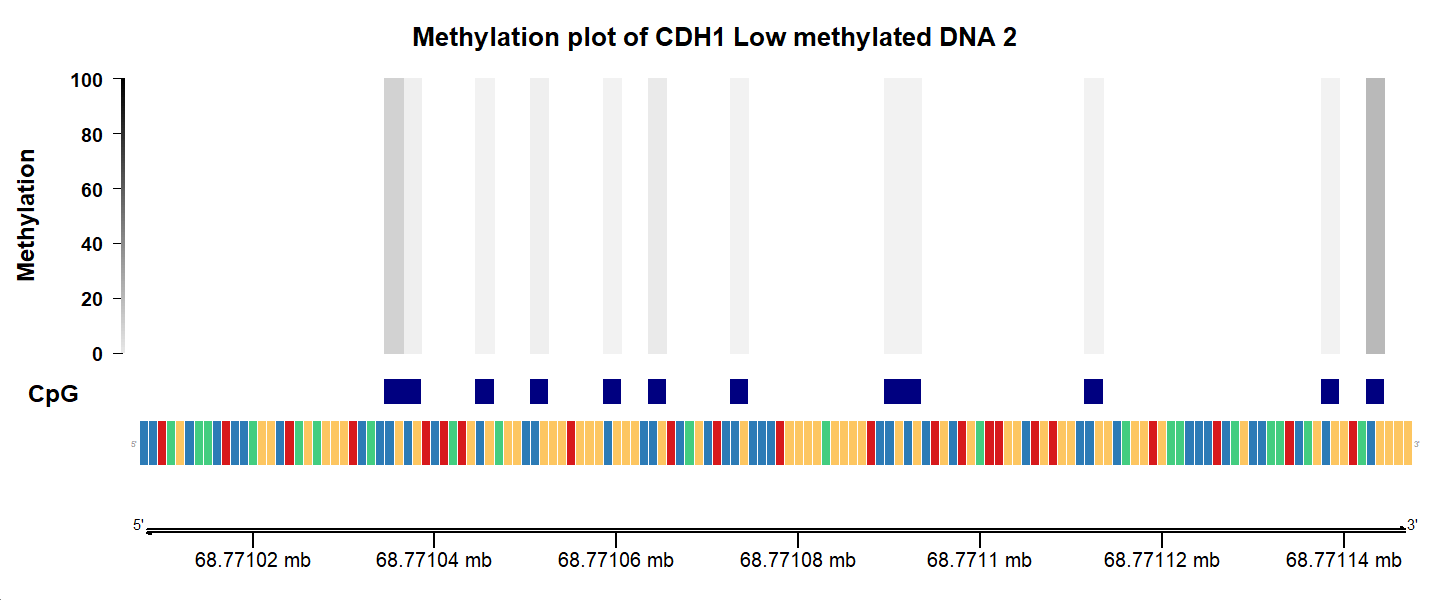 Methylation plot of CDH1 Low methylated DNA 2
Methylation
100
80
60
40
20
0
CpG
5'
3'
5'
3'
68.77102 mb
68.77104 mb
68.77106 mb
68.77108 mb
68.7711 mb
68.77112 mb
68.77114 mb